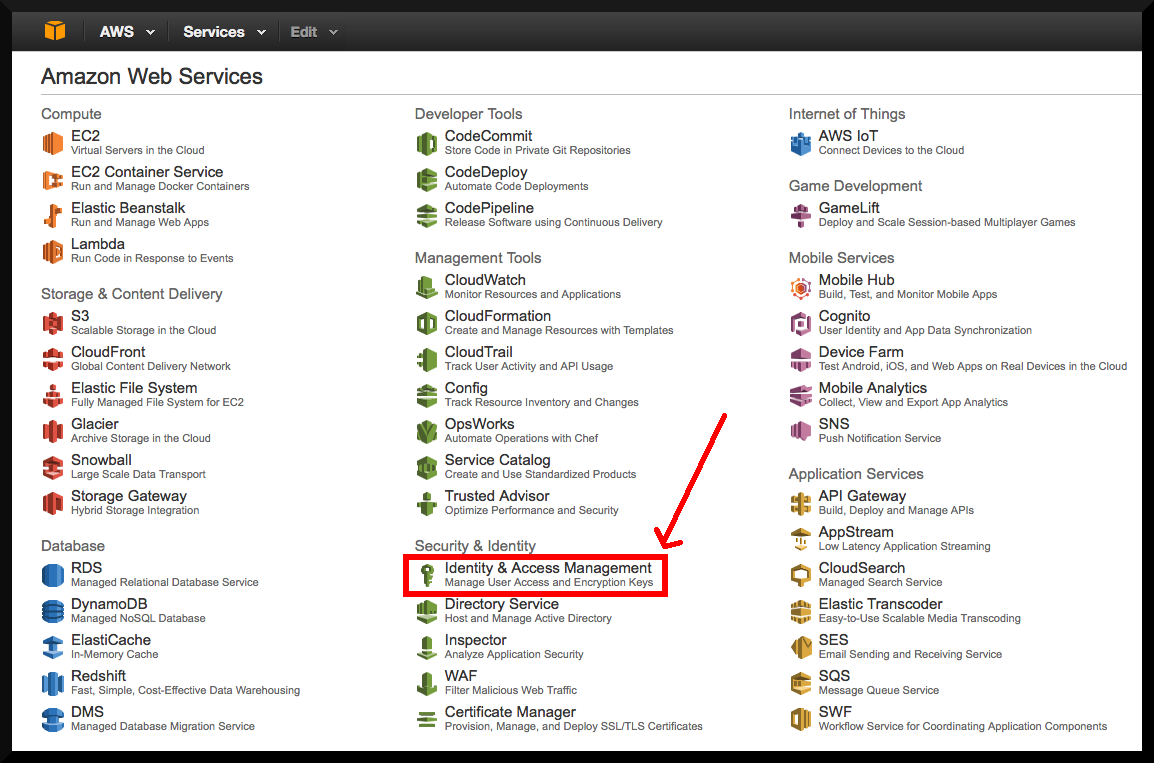 AWS Services Edit
Amazon Web Services
Compute
EC2
Virtual Servers in the Cloud
EC2 Container Service
Run and Manage Docker Containers
Elastic Beanstalk
Run and Manage Web Apps
Lambda
Run Code in Response to Events
Storage & Content Delivery
S3
Scalable Storage in the Cloud
CloudFront
Global Content Delivery Network
Elastic File System
Fully Managed File System for EC2
Glacier
Archive Storage in the Cloud
Snowball
Large Scale Data Transport
Storage Gateway
Hybrid Storage Integration
Database
RDS
Managed Relational Database Service
DynamoDB
Managed NoSQL Database
ElastiCache
In-Memory Cache
Redshift
Fast, Simple, Cost-Effective Data Warehousing
DMS
Managed Database Migration Service
Developer Tools
CodeCommit
Store Code in Private Git Repositories
CodeDeploy
Automate Code Deployments
CodePipeline
Release Software using Continuous Delivery
Management Tools
CloudWatch
Monitor Resources and Applications
CloudFormation
Create and Manage Resources with Templates
CloudTrail
Track User Activity and API Usage
Config
Track Resource Inventory and Changes
OpsWorks
Automate Operations with Chef
Service Catalog
Create and Use Standardized Products
Trusted Advisor
Optimize Performance and Security
Security & Identity
Identity & Access Management
Manage User Access and Encryption Keys
Directory Service
Host and Manage Active Directory
Inspector
Analyze Application Security
WAF
Filter Malicious Web Traffic
Certificate Manager
Provision, Manage, and Deploy SSL/TLS Certificates
Internet of Things
AWS IoT
Connect Devices to the Cloud
Game Development
GameLift
Deploy and Scale Session-based Multiplayer Games
Mobile Services
Mobile Hub
Build, Test, and Monitor Mobile Apps
Cognito
User Identity and App Data Synchronization
Device Farm
Test Android, iOS, and Web Apps on Real Devices in the Cloud
Mobile Analytics
Collect, View and Export App Analytics
SNS
Push Notification Service
Application Services
API Gateway
Build, Deploy and Manage APIs
AppStream
Low Latency Application Streaming
CloudSearch
Managed Search Service
Elastic Transcoder
Easy-to-Use Scalable Media Transcoding
SES
Email Sending and Receiving Service
SQS
Message Queue Service
SWF
Workflow Service for Coordinating Application Components